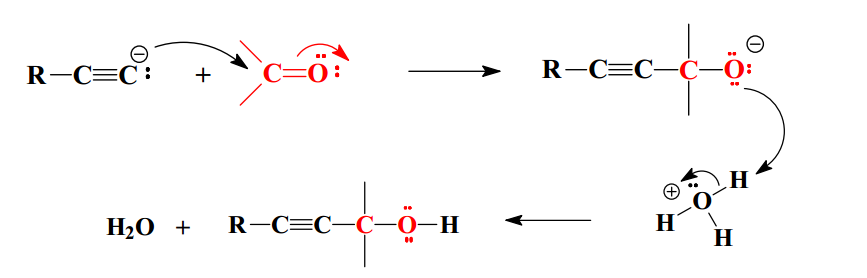 R−C≡C:⊖ + C=O: → R−C≡C−C−O:⊖
H₂O + R−C≡C−C−O−H ← ⊕ O H H H